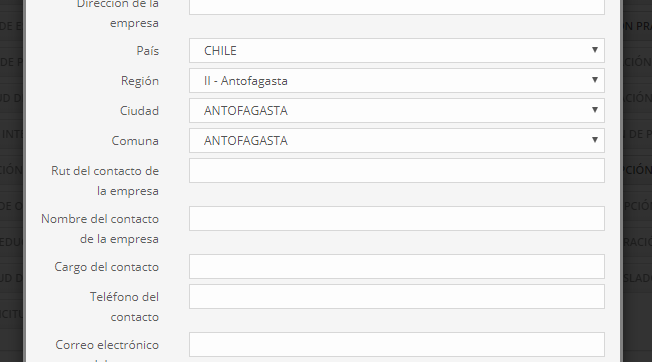 Dirección de la
empresa
País
CHILE
Región
II - Antofagasta
Ciudad
ANTOFAGASTA
Comuna
ANTOFAGASTA
Rut del contacto de
la empresa
Nombre del contacto
de la empresa
Cargo del contacto
Teléfono del
contacto
Correo electrónico